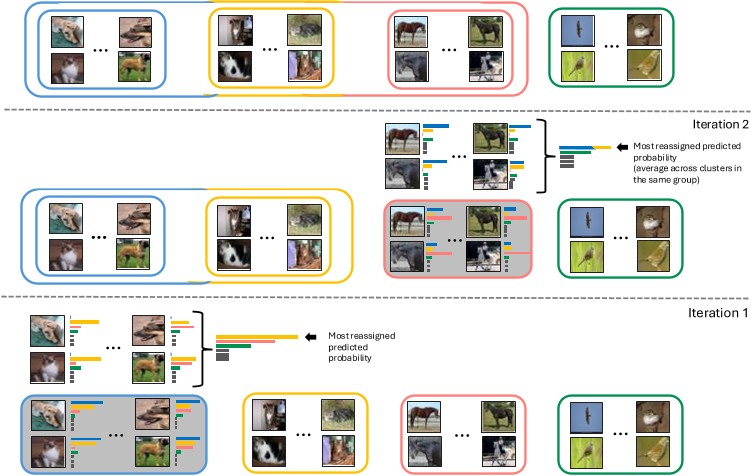 ...
...
...
...
Iteration 2
Most reassigned predicted
probability
(average across clusters in
the same group)
...
...
...
...
...
Iteration 1
Most reassigned
predicted
probability
...
...
...
...
...